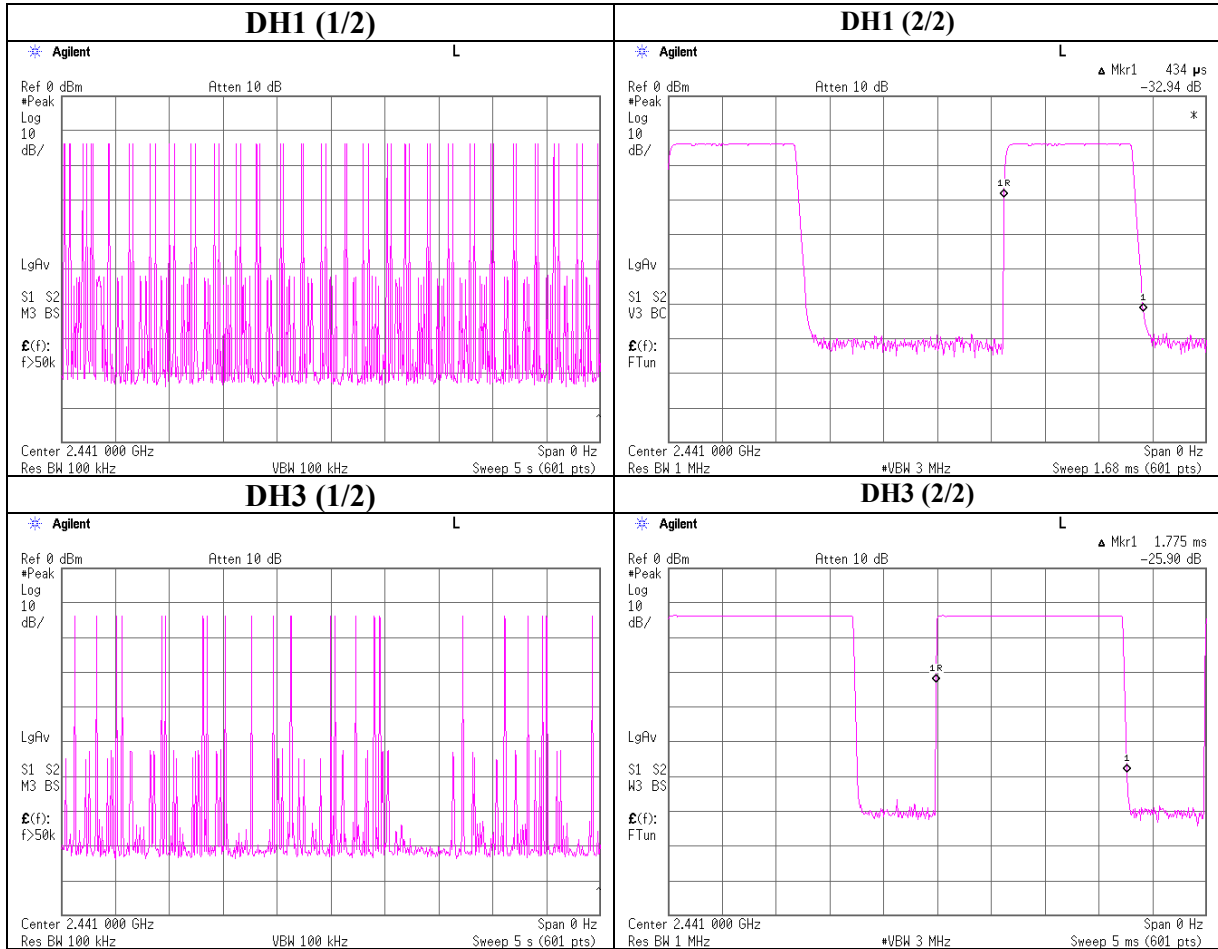 DH1 (1/2)
Agilent
L
Ref 0 dBm
Atten 10 dB
#Peak
Log
10
dB/
LgAv
S1 S2
M3 BS
£(f):
f>50k
Center 2.441 000 GHz
Span 0 Hz
Res BW 100 kHz
VBW 100 kHz
Sweep 5 s (601 pts)
DH1 (2/2)
Agilent
L
Δ Mkr1 434 µs
Ref 0 dBm
Atten 10 dB
-32.94 dB
#Peak
Log
10
dB/
*
1R
LgAv
1
S1 S2
V3 BC
£(f):
FTun
Center 2.441 000 GHz
Span 0 Hz
Res BW 1 MHz
#VBW 3 MHz
Sweep 1.68 ms (601 pts)
DH3 (1/2)
Agilent
L
Ref 0 dBm
Atten 10 dB
#Peak
Log
10
dB/
LgAv
S1 S2
M3 BS
£(f):
f>50k
Center 2.441 000 GHz
Span 0 Hz
Res BW 100 kHz
VBW 100 kHz
Sweep 5 s (601 pts)
DH3 (2/2)
Agilent
L
Δ Mkr1 1.775 ms
Ref 0 dBm
Atten 10 dB
-25.90 dB
#Peak
Log
10
dB/
1R
LgAv
1
S1 S2
W3 BS
£(f):
FTun
Center 2.441 000 GHz
Span 0 Hz
Res BW 1 MHz
#VBW 3 MHz
Sweep 5 ms (601 pts)